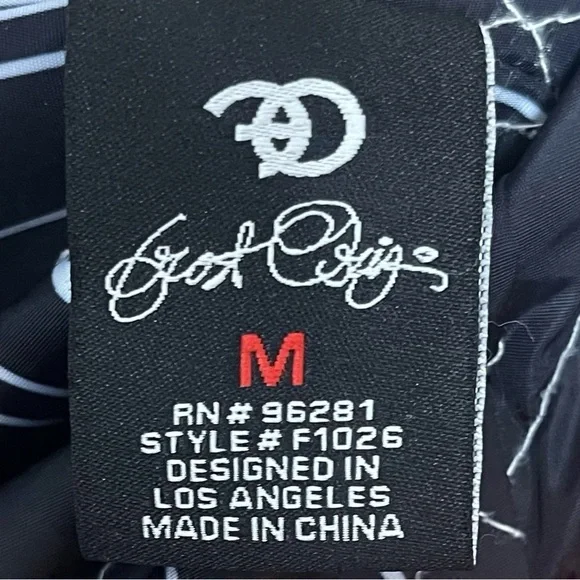 M
RN# 96281
STYLE# F1026
DESIGNED IN
LOS ANGELES
MADE IN CHINA